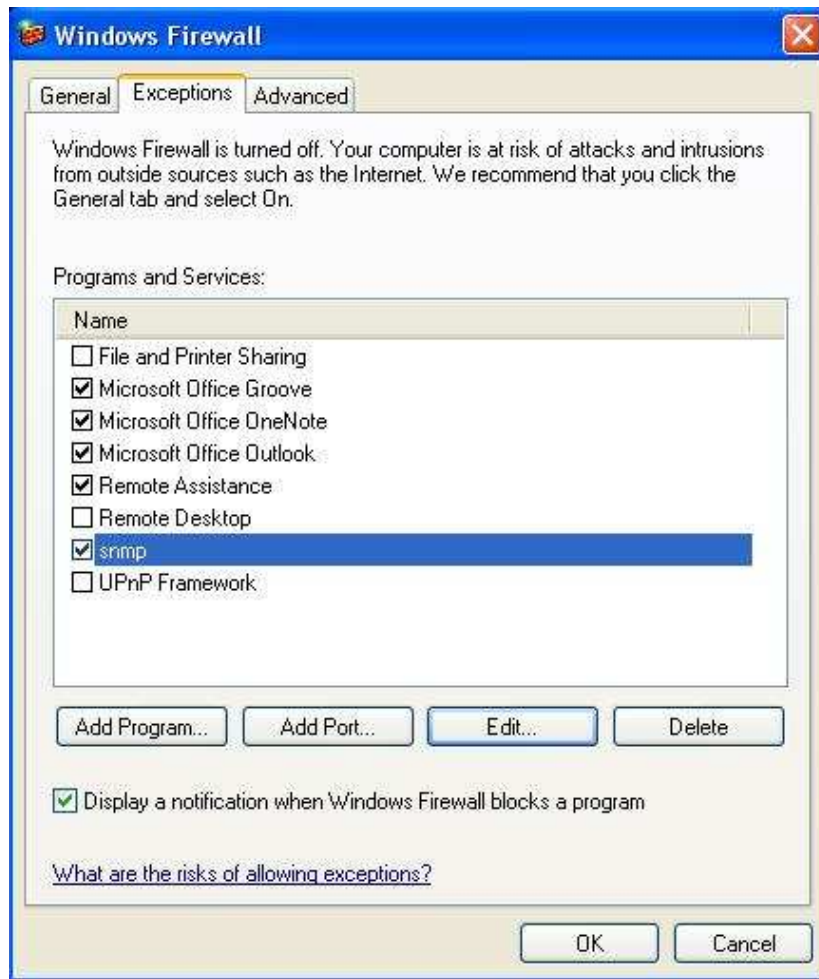 Windows Firewall
General Exceptions Advanced
Windows Firewall is turned off. Your computer is at risk of attacks and intrusions
from outside sources such as the Internet. We recommend that you click the
General tab and select On.
Programs and Services:
Name
File and Printer Sharing
Microsoft Office Groove
Microsoft Office OneNote
Microsoft Office Outlook
Remote Assistance
Remote Desktop
snmp
UPnP Framework
Add Program... Add Port... Edit... Delete
Display a notification when Windows Firewall blocks a program
What are the risks of allowing exceptions?
OK Cancel